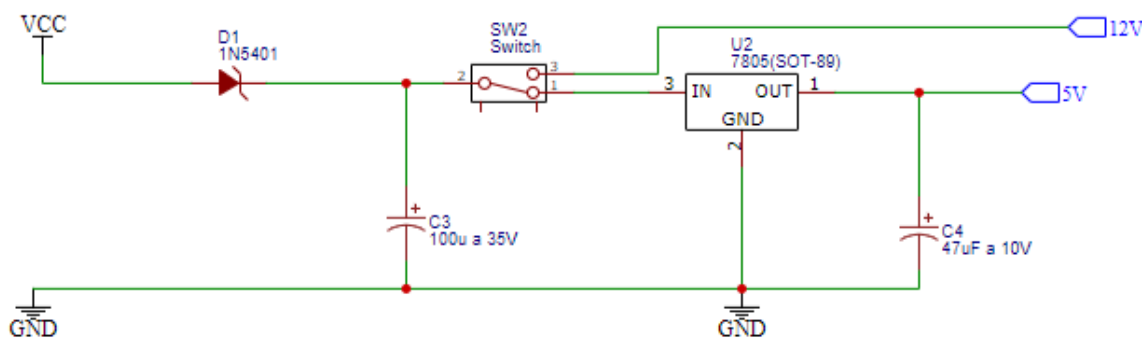 VCC
D1
1N5401
SW2
Switch
2
3
1
12V
U2
7805(SOT-89)
3
IN
OUT
1
GND
2
5V
C3
100u a 35V
C4
47uF a 10V
GND
GND